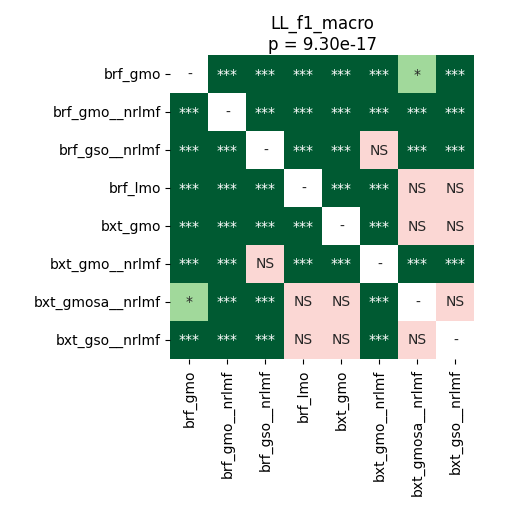 LL_f1_macro
p = 9.30e-17
brf_gmo - *** *** *** *** *** * ***
brf_gmo__nrlmf *** - *** *** *** *** *** ***
brf_gso__nrlmf *** *** - *** *** NS *** ***
brf_lmo *** *** *** - *** *** NS NS
bxt_gmo *** *** *** *** - *** NS NS
bxt_gmo__nrlmf *** *** NS *** *** - *** ***
bxt_gmosa__nrlmf * *** *** NS NS *** - NS
bxt_gso__nrlmf *** *** *** NS NS *** NS -
brf_gmo
brf_gmo__nrlmf
brf_gso__nrlmf
brf_lmo
bxt_gmo
bxt_gmo__nrlmf
bxt_gmosa__nrlmf
bxt_gso__nrlmf